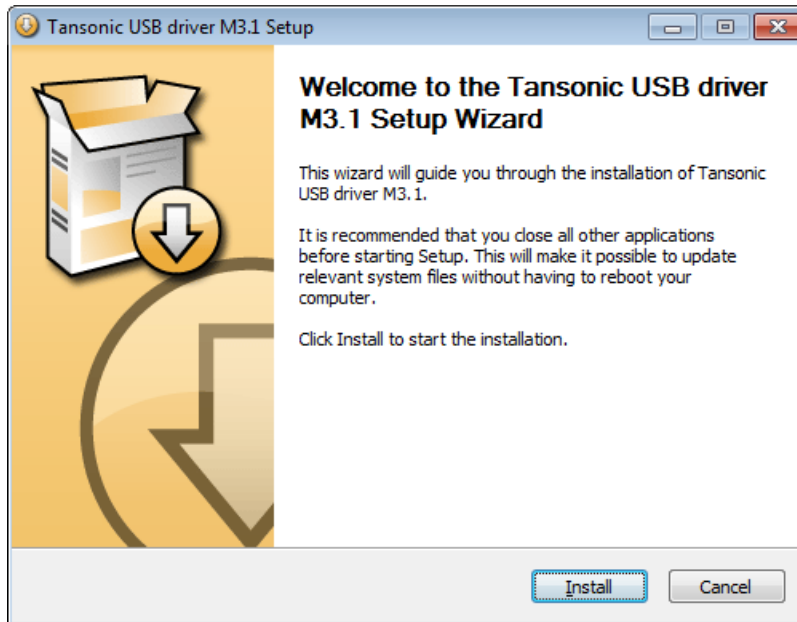 Tansonic USB driver M3.1 Setup
Welcome to the Tansonic USB driver
M3.1 Setup Wizard
This wizard will guide you through the installation of Tansonic
USB driver M3.1.
It is recommended that you close all other applications
before starting Setup. This will make it possible to update
relevant system files without having to reboot your
computer.
Click Install to start the installation.
Install
Cancel